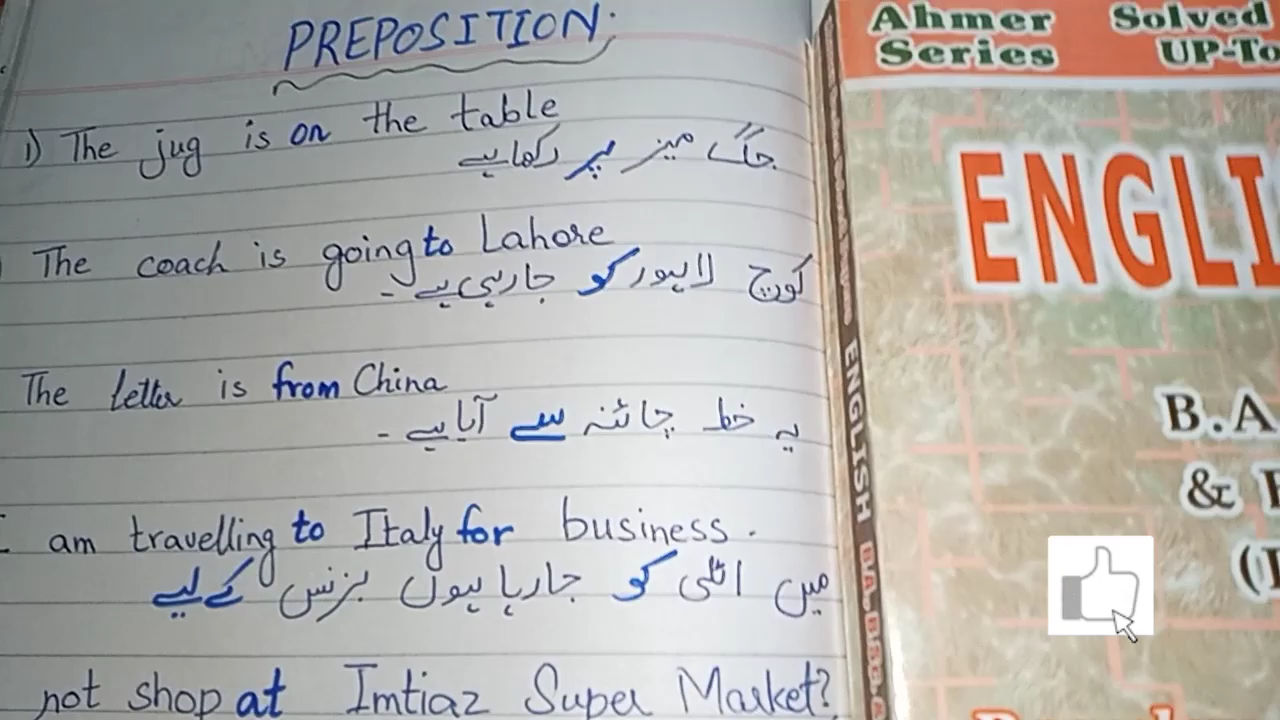 PREPOSITION
1) The jug is on the table
جگ میز پر رکھا ہے
The coach is going to Lahore
کوچ لاہور کو جارہی ہے -
The letter is from China
یہ خط چائنہ سے آیا ہے -
I am travelling to Italy for business.
میں اٹلی کو جارہا ہوں بزنس کے لیے
not shop at Imtiaz Super Market?
Ahmer Solved
Series UP-To
ENGLI
B.A
&
ENGLISH B.A., B.Sc.